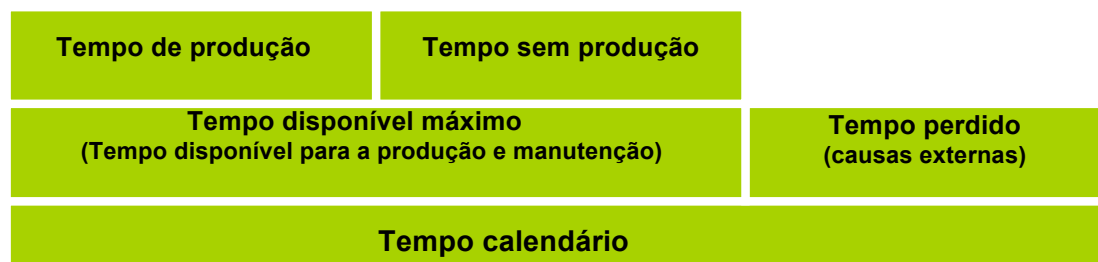 Tempo de produção
Tempo sem produção
Tempo disponível máximo
(Tempo disponível para a produção e manutenção)
Tempo perdido
(causas externas)
Tempo calendário